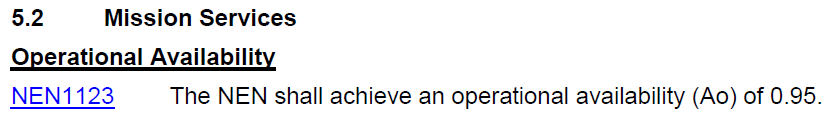 5.2 Mission Services
Operational Availability
NEN1123 The NEN shall achieve an operational availability (Ao) of 0.95.